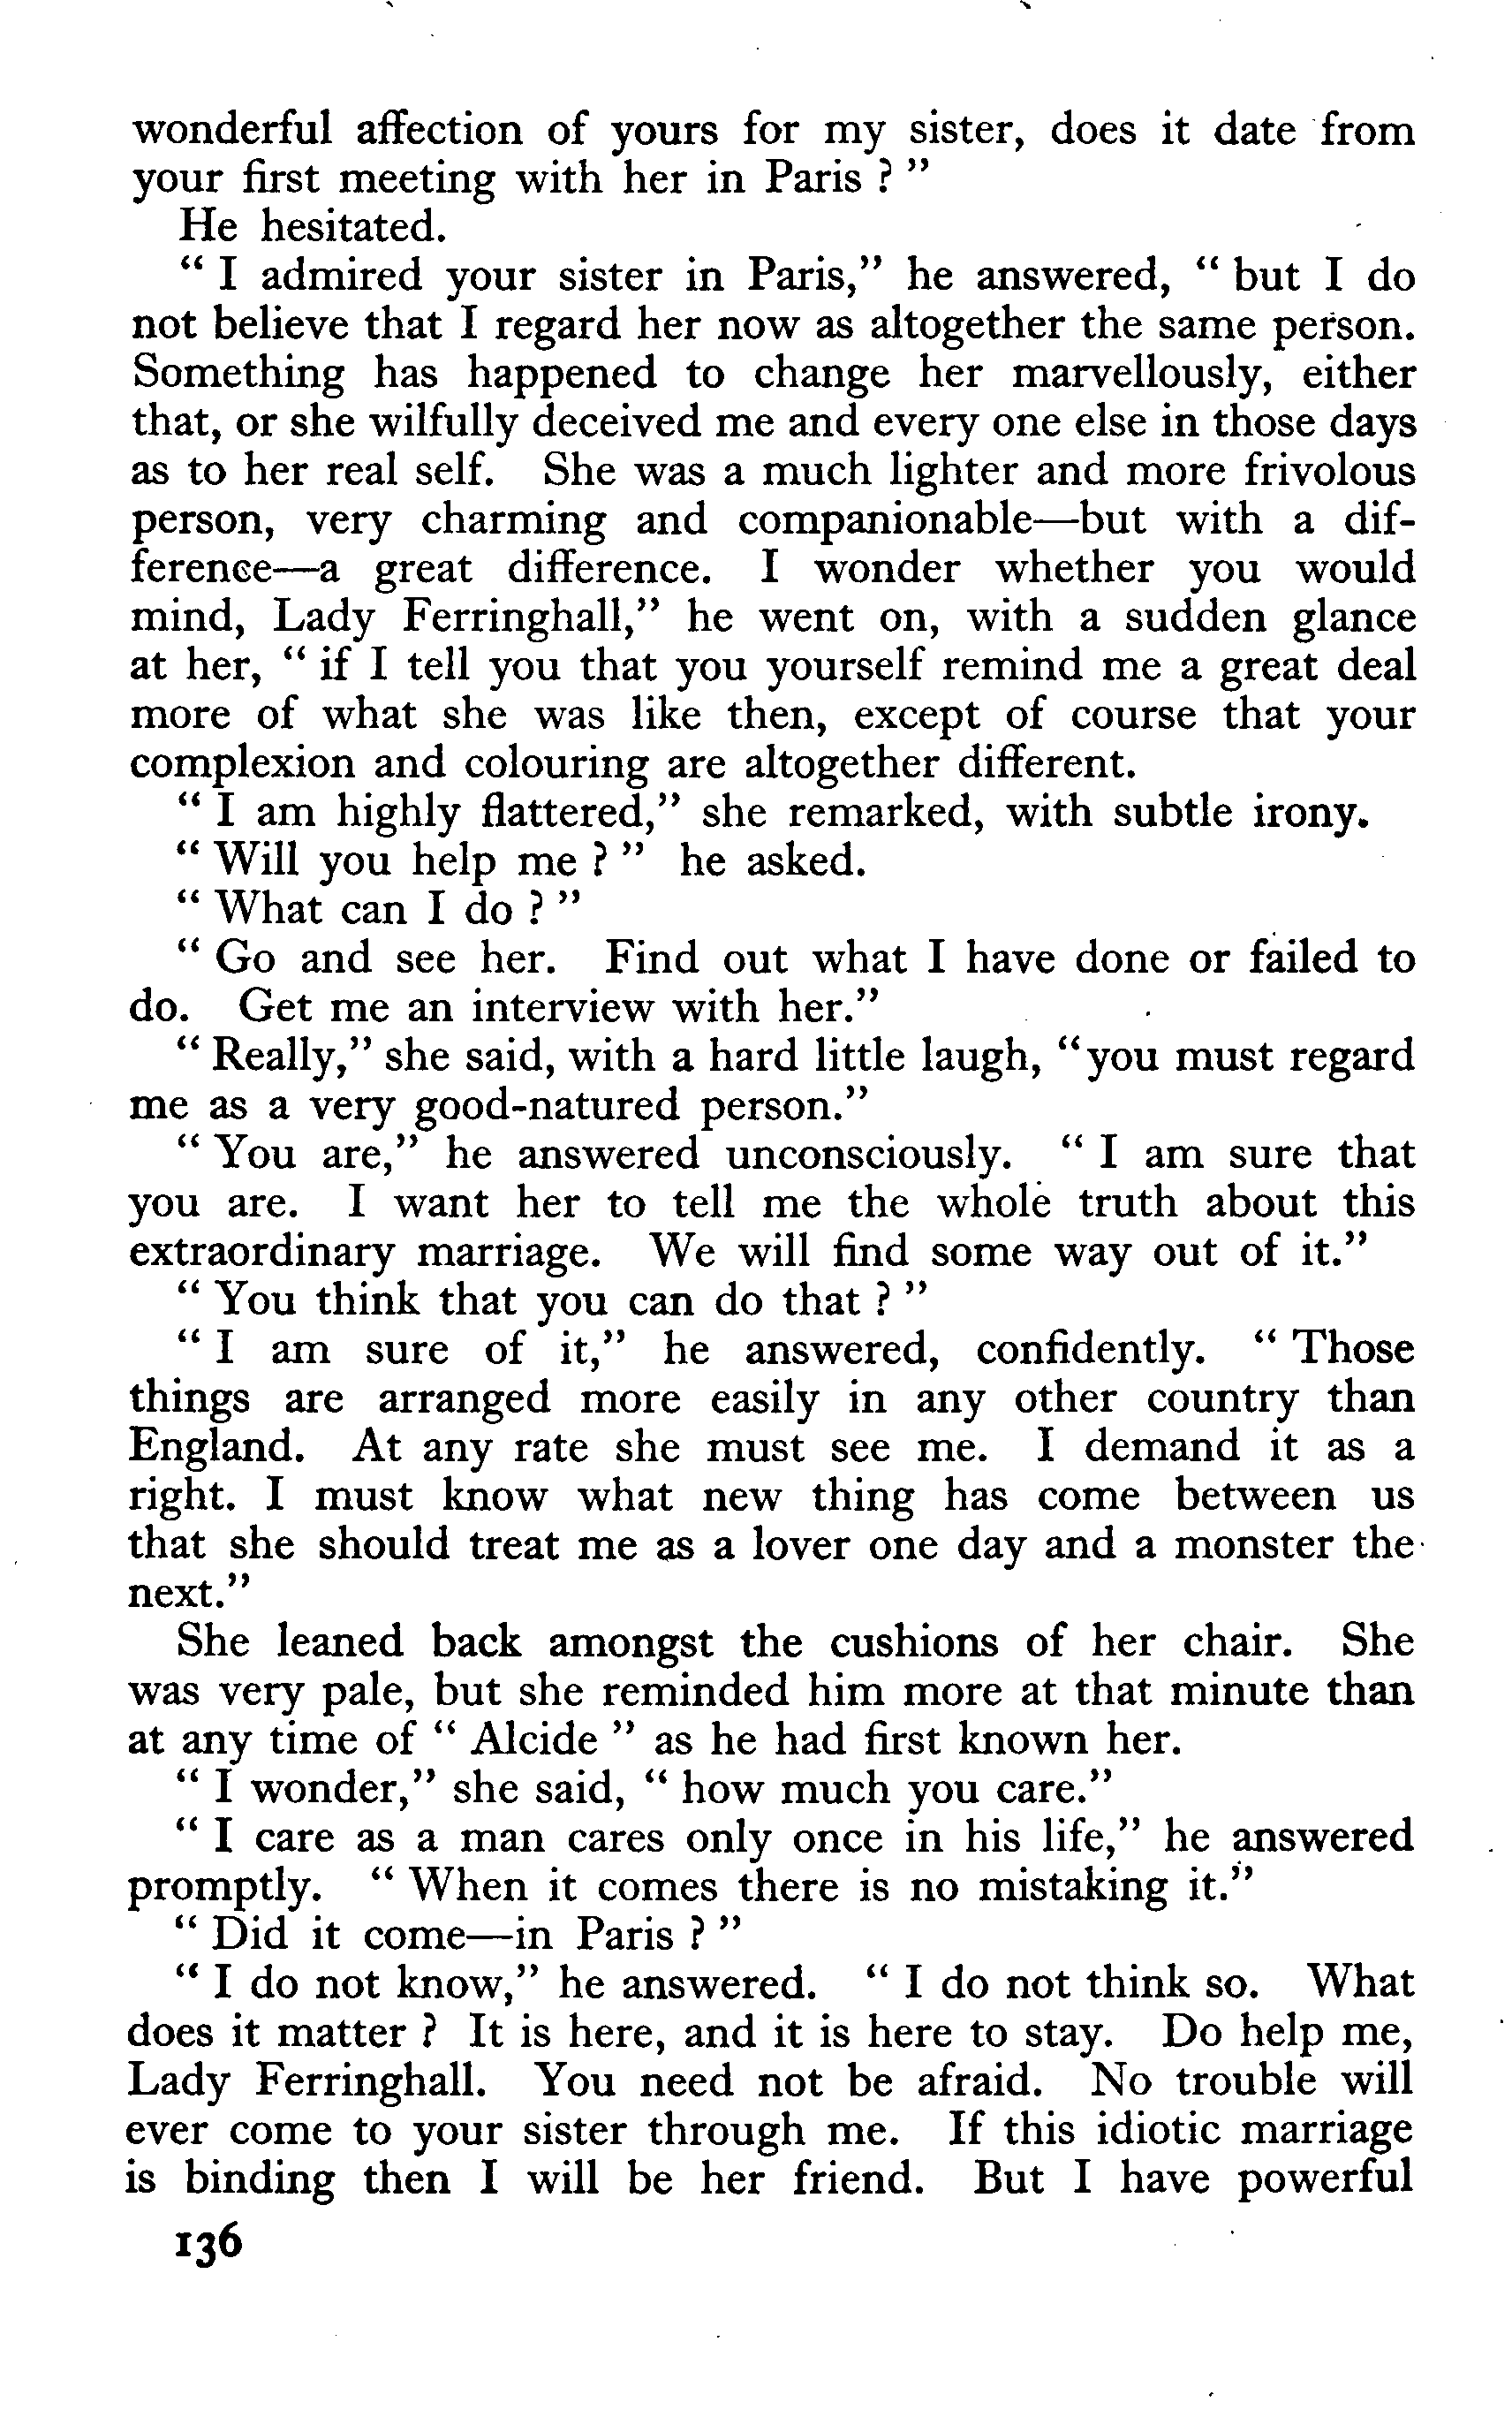 wonderful affection of yours for my sister, does it date from
your first meeting with her in Paris ? ”
He hesitated.
“ I admired your sister in Paris,” he answered, “ but I do
not believe that I regard her now as altogether the same person.
Something has happened to change her marvellously, either
that, or she wilfully deceived me and every one else in those days
as to her real self. She was a much lighter and more frivolous
person, very charming and companionable—but with a dif-
ference—a great difference. I wonder whether you would
mind, Lady Ferringhall,” he went on, with a sudden glance
at her, “ if I tell you that you yourself remind me a great deal
more of what she was like then, except of course that your
complexion and colouring are altogether different.
“ I am highly flattered,” she remarked, with subtle irony.
“ Will you help me ? ” he asked.
“ What can I do ? ”
“ Go and see her. Find out what I have done or failed to
do. Get me an interview with her.”
“ Really,” she said, with a hard little laugh, “you must regard
me as a very good-natured person.”
“ You are,” he answered unconsciously. “ I am sure that
you are. I want her to tell me the whole truth about this
extraordinary marriage. We will find some way out of it.”
“ You think that you can do that ? ”
“ I am sure of it,” he answered, confidently. “ Those
things are arranged more easily in any other country than
England. At any rate she must see me. I demand it as a
right. I must know what new thing has come between us
that she should treat me as a lover one day and a monster the
next.”
She leaned back amongst the cushions of her chair. She
was very pale, but she reminded him more at that minute than
at any time of “ Alcide ” as he had first known her.
“ I wonder,” she said, “ how much you care.”
“ I care as a man cares only once in his life,” he answered
promptly. “ When it comes there is no mistaking it.”
“ Did it come—in Paris ? ”
“ I do not know,” he answered. “ I do not think so. What
does it matter ? It is here, and it is here to stay. Do help me,
Lady Ferringhall. You need not be afraid. No trouble will
ever come to your sister through me. If this idiotic marriage
is binding then I will be her friend. But I have powerful
136